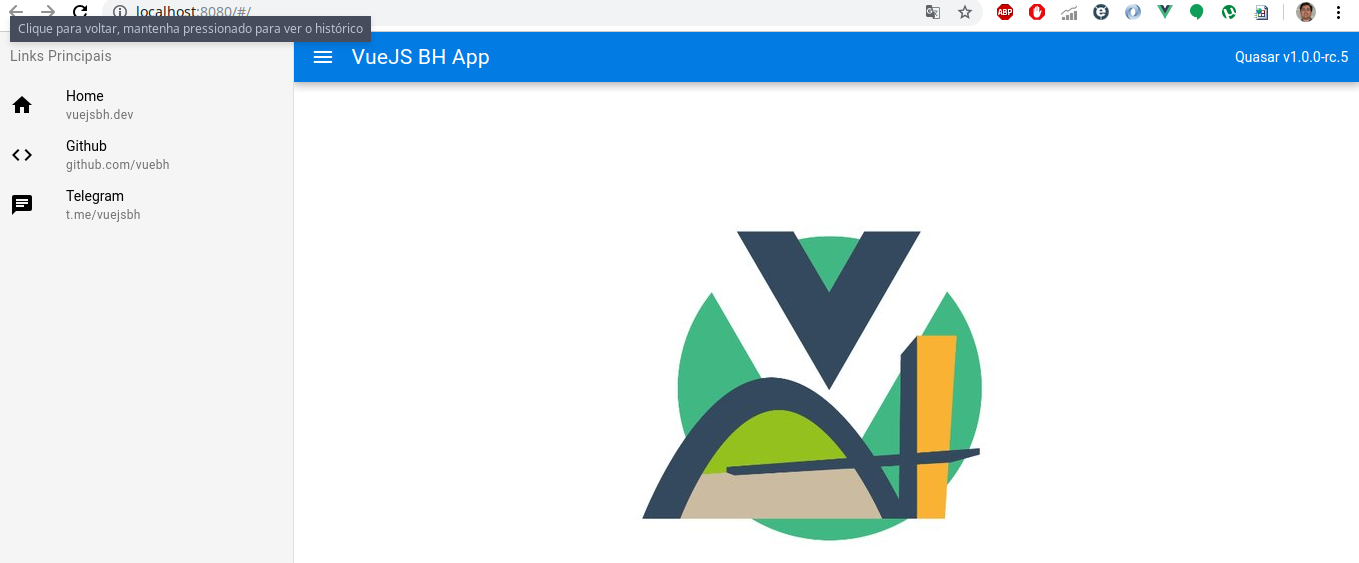 localhost:8080/#/
ABP
Clique para voltar, mantenha pressionado para ver o histórico
Links Principais
VueJS BH App
Quasar v1.0.0-rc.5
Home
vuejsbh.dev
Github
github.com/vuebh
Telegram
t.me/vuejsbh